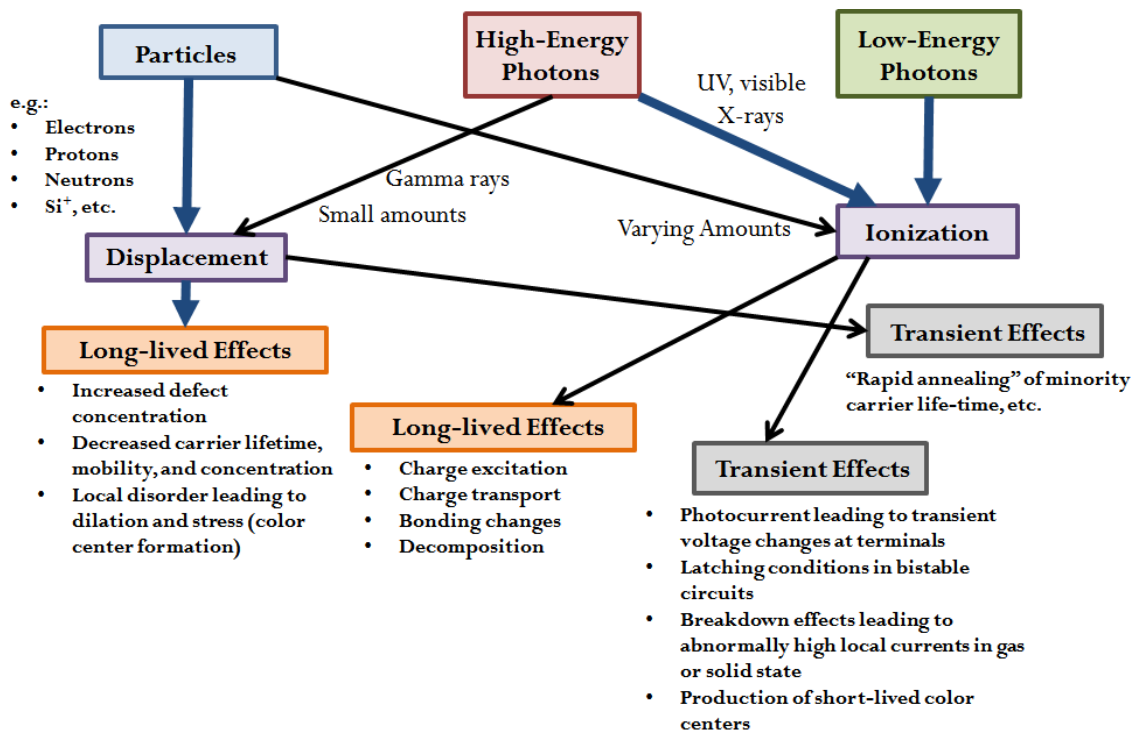 Particles
High-Energy
Photons
Low-Energy
Photons
UV, visible
X-rays
e.g.:
• Electrons
• Protons
• Neutrons
• Si⁺, etc.
Gamma rays
Small amounts
Varying Amounts
Displacement
Ionization
Long-lived Effects
• Increased defect
concentration
• Decreased carrier lifetime,
mobility, and concentration
• Local disorder leading to
dilation and stress (color
center formation)
Long-lived Effects
• Charge excitation
• Charge transport
• Bonding changes
• Decomposition
Transient Effects
“Rapid annealing” of minority
carrier life-time, etc.
Transient Effects
• Photocurrent leading to transient
voltage changes at terminals
• Latching conditions in bistable
circuits
• Breakdown effects leading to
abnormally high local currents in gas
or solid state
• Production of short-lived color
centers